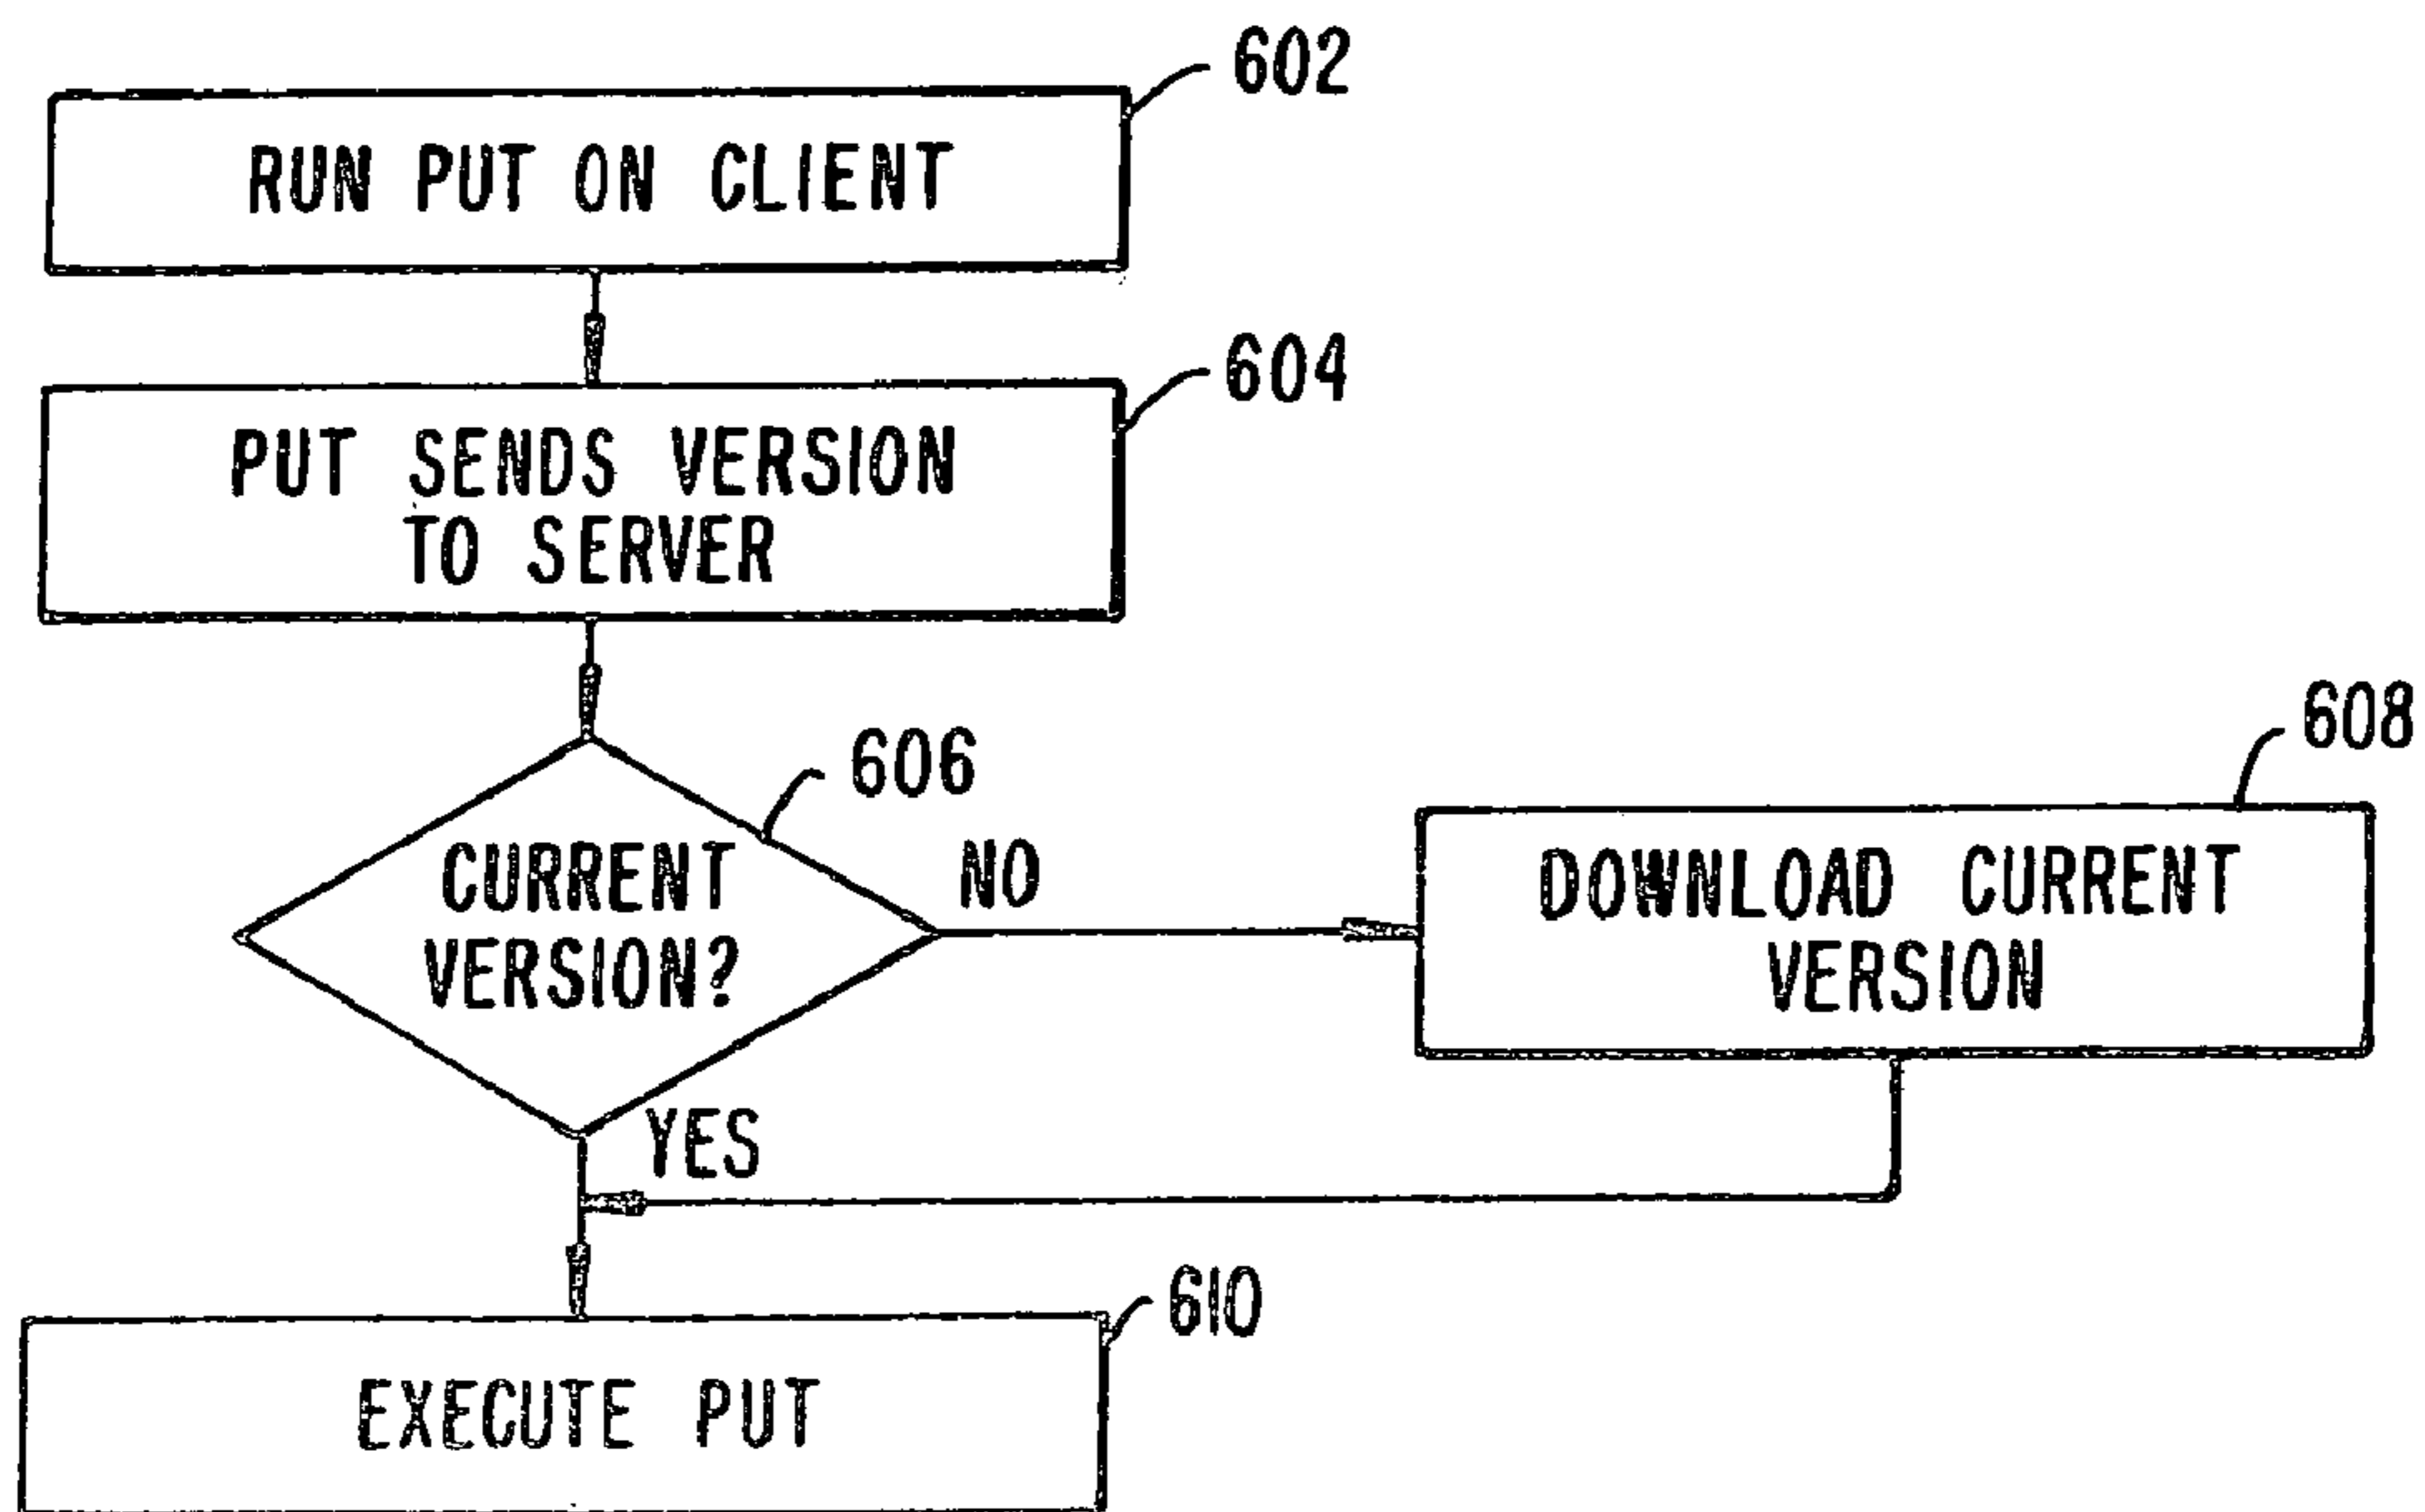 602
RUN PUT ON CLIENT
604
PUT SENDS VERSION
TO SERVER
606
CURRENT
VERSION?
NO
608
DOWNLOAD CURRENT
VERSION
YES
610
EXECUTE PUT